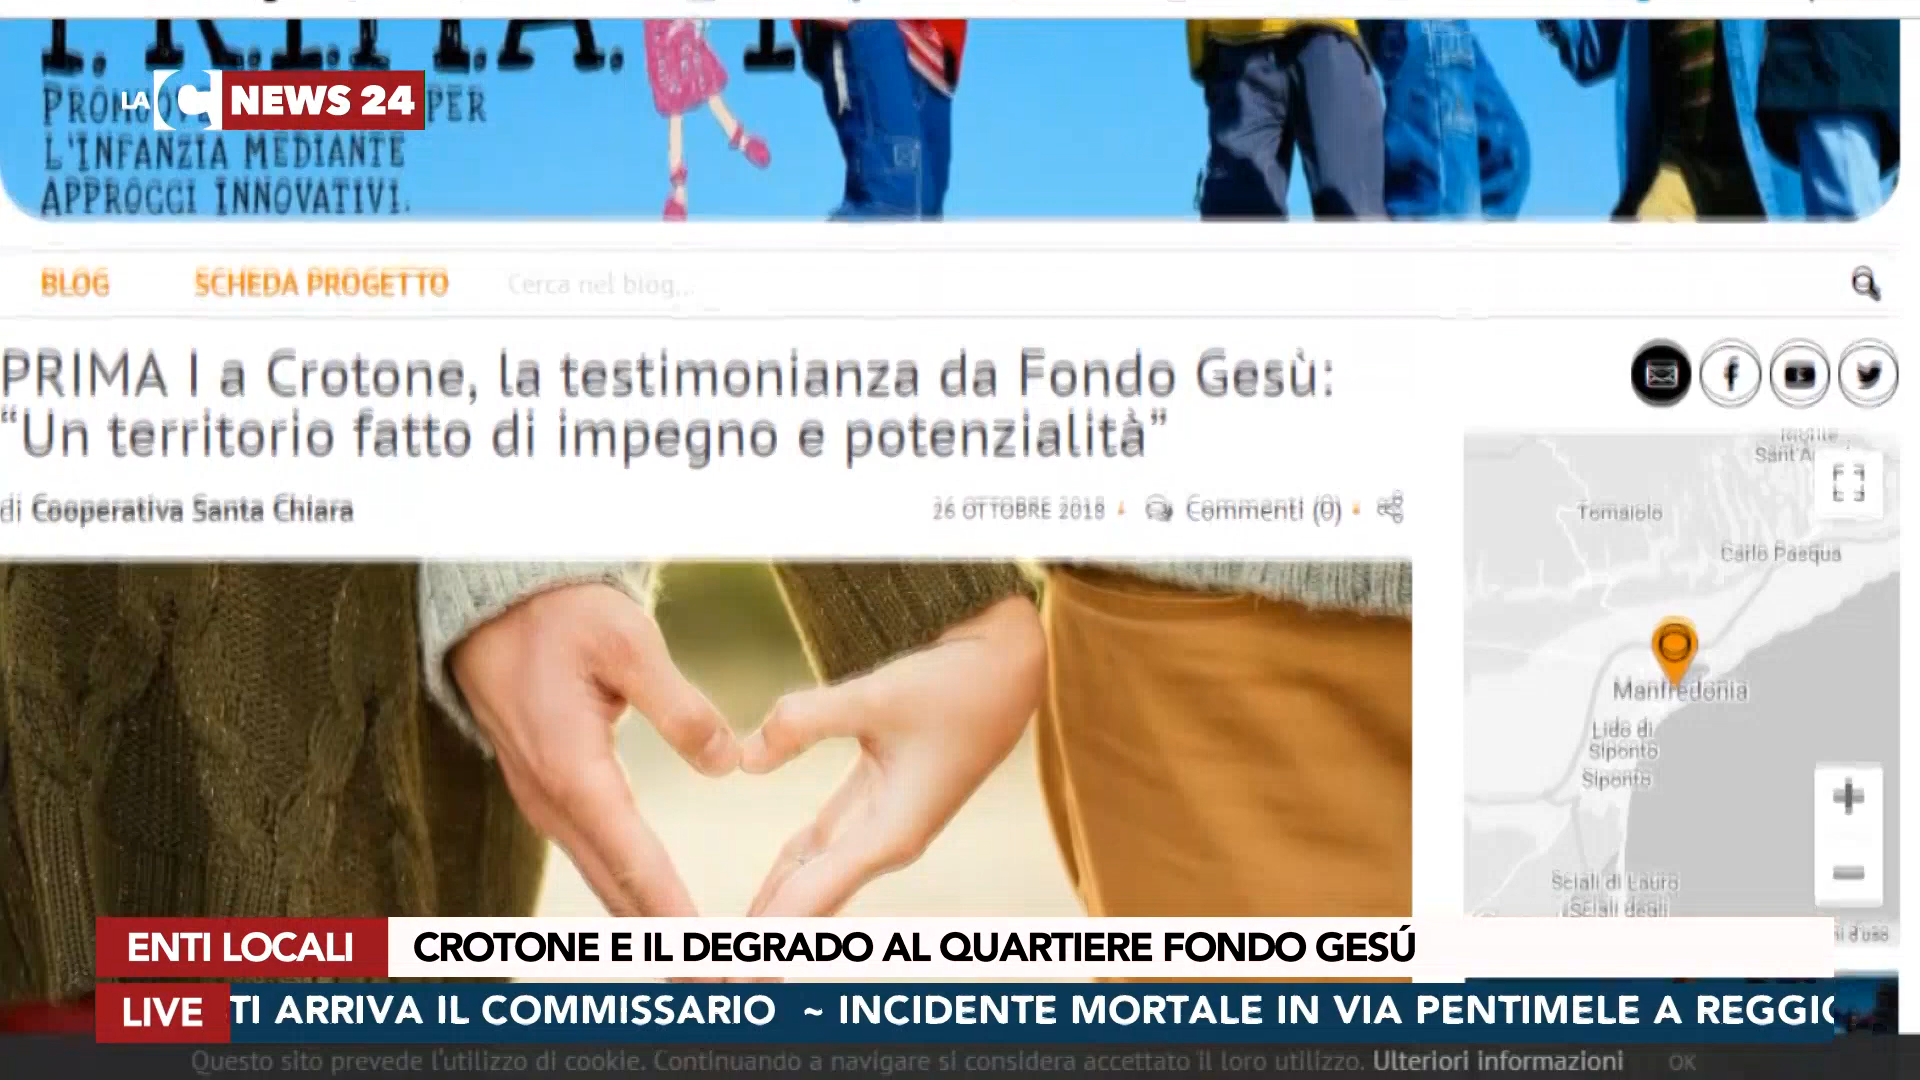 P.R.I.M.A. I
LA C NEWS 24
PER
L'INFANZIA MEDIANTE
APPROCCI INNOVATIVI.
BLOG SCHEDA PROGETTO Cerca nel blog...
PRIMA I a Crotone, la testimonianza da Fondo Gesù:
“Un territorio fatto di impegno e potenzialità”
di Cooperativa Santa Chiara 26 OTTOBRE 2018 Commenti (0)
Tomaiolo
Carlo Pasqua
Manfredonia
Lido di
Siponto
Siponto
Sciali di Lauro
Sciali degli
ENTI LOCALI CROTONE E IL DEGRADO AL QUARTIERE FONDO GESÚ
LIVE TI ARRIVA IL COMMISSARIO ~ INCIDENTE MORTALE IN VIA PENTIMELE A REGGIO
Questo sito prevede l'utilizzo di cookie. Continuando a navigare si considera accettato il loro utilizzo. Ulteriori informazioni OK